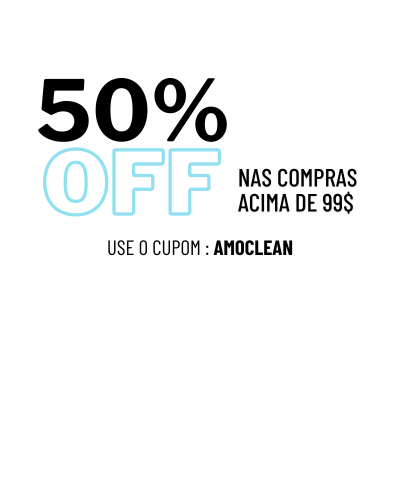 50%
OFF
NAS COMPRAS
ACIMA DE 99$
USE O CUPOM : AMOCLEAN